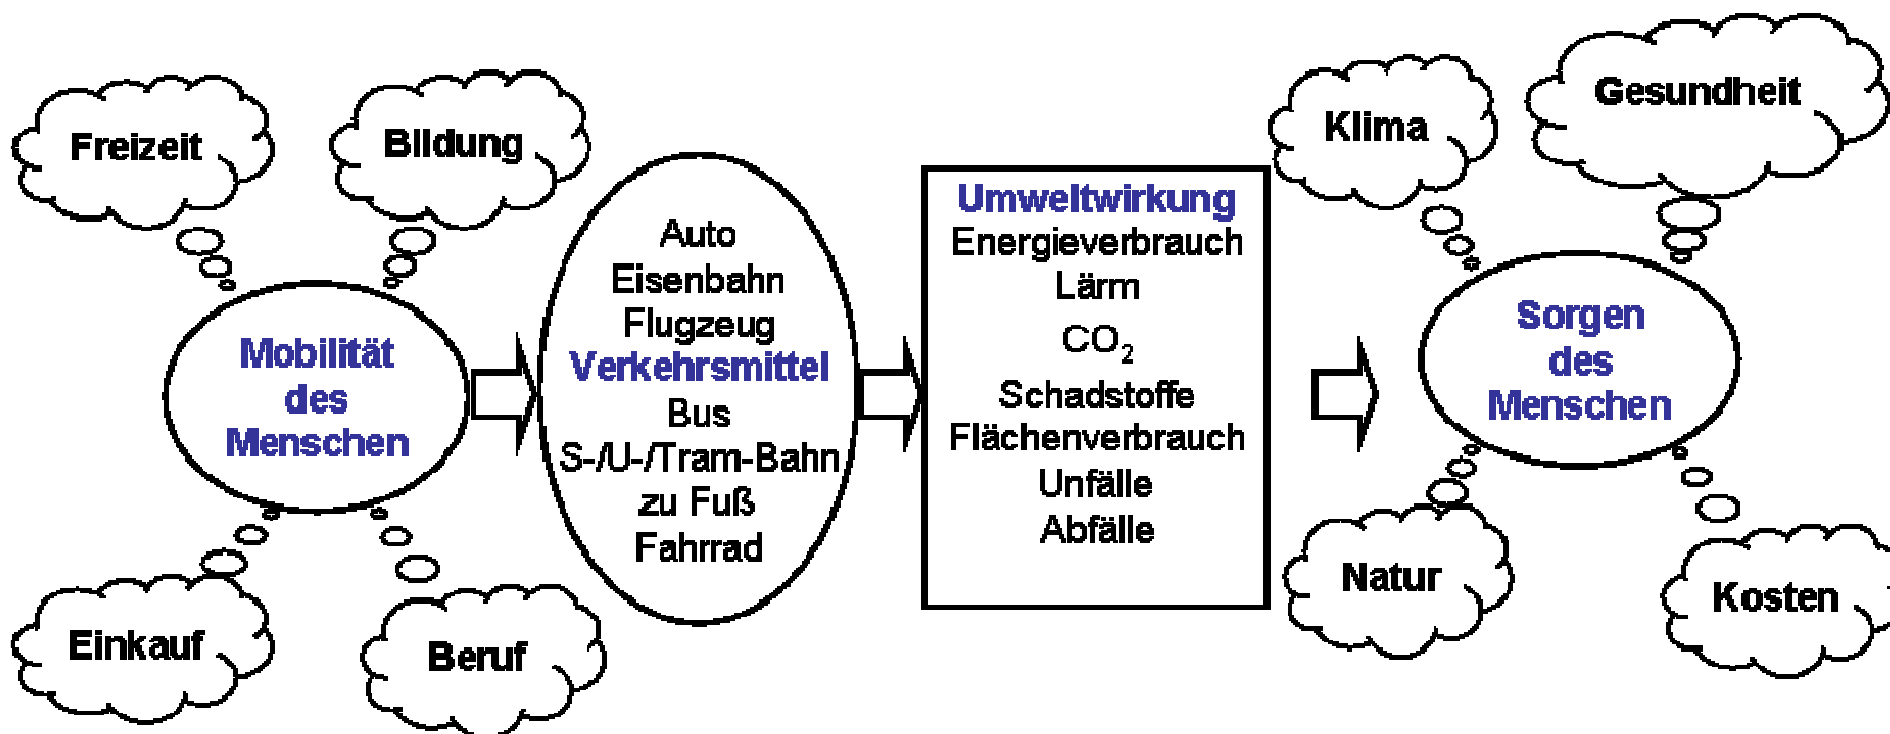 Freizeit
Bildung
Mobilität
des
Menschen
Einkauf
Beruf
Auto
Eisenbahn
Flugzeug
Verkehrsmittel
Bus
S-/U-/Tram-Bahn
zu Fuß
Fahrrad
Umweltwirkung
Energieverbrauch
Lärm
CO₂
Schadstoffe
Flächenverbrauch
Unfälle
Abfälle
Klima
Gesundheit
Sorgen
des
Menschen
Natur
Kosten